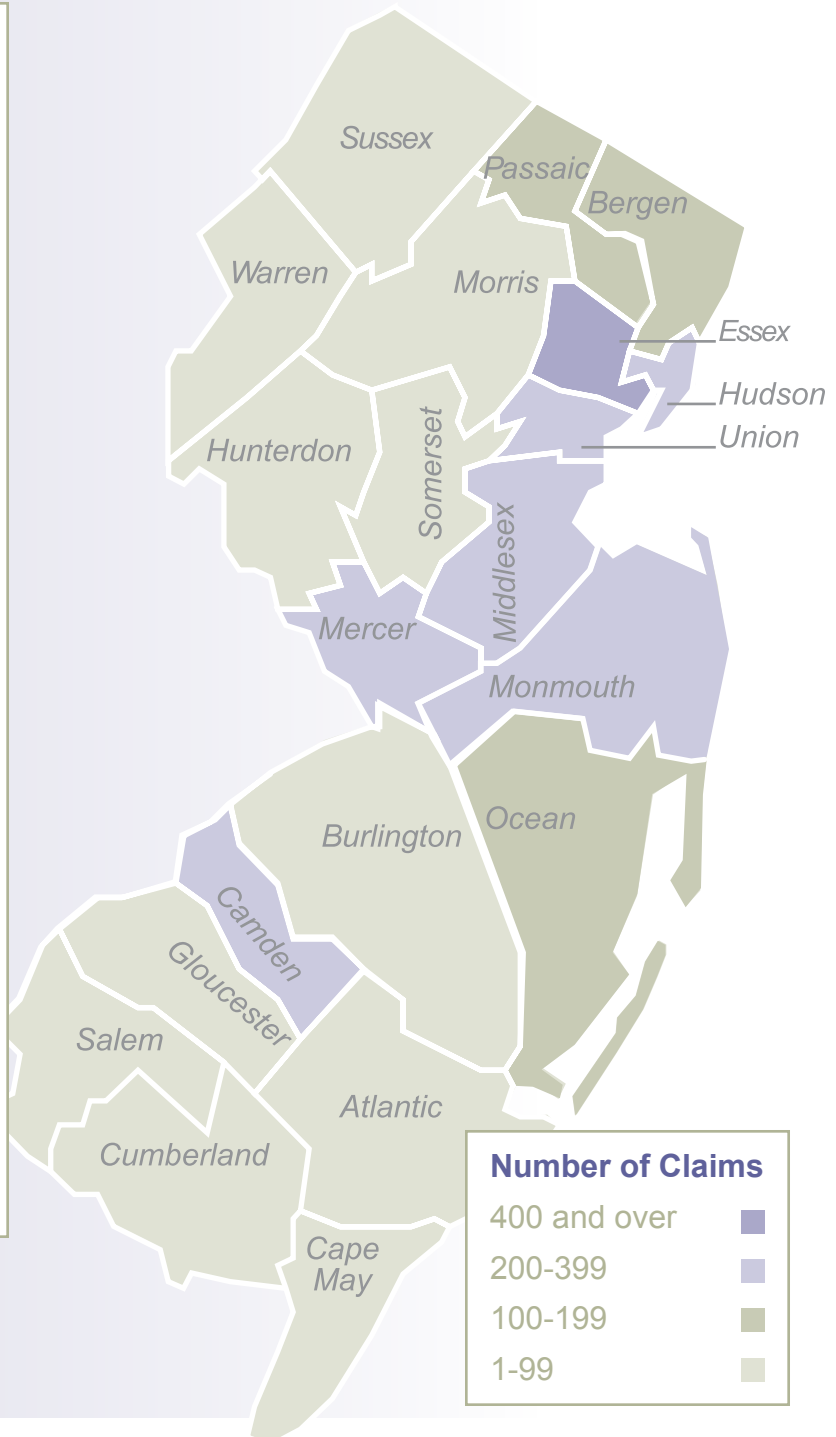 Sussex
Passaic
Bergen
Warren
Morris
Essex
Hudson
Union
Hunterdon
Somerset
Middlesex
Mercer
Monmouth
Ocean
Burlington
Camden
Gloucester
Salem
Atlantic
Cumberland
Cape
May
Number of Claims
400 and over
200-399
100-199
1-99